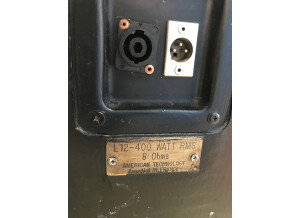 L12-400 WATT RMS
8 Ohms
AMERICAN TECHNOLOGY